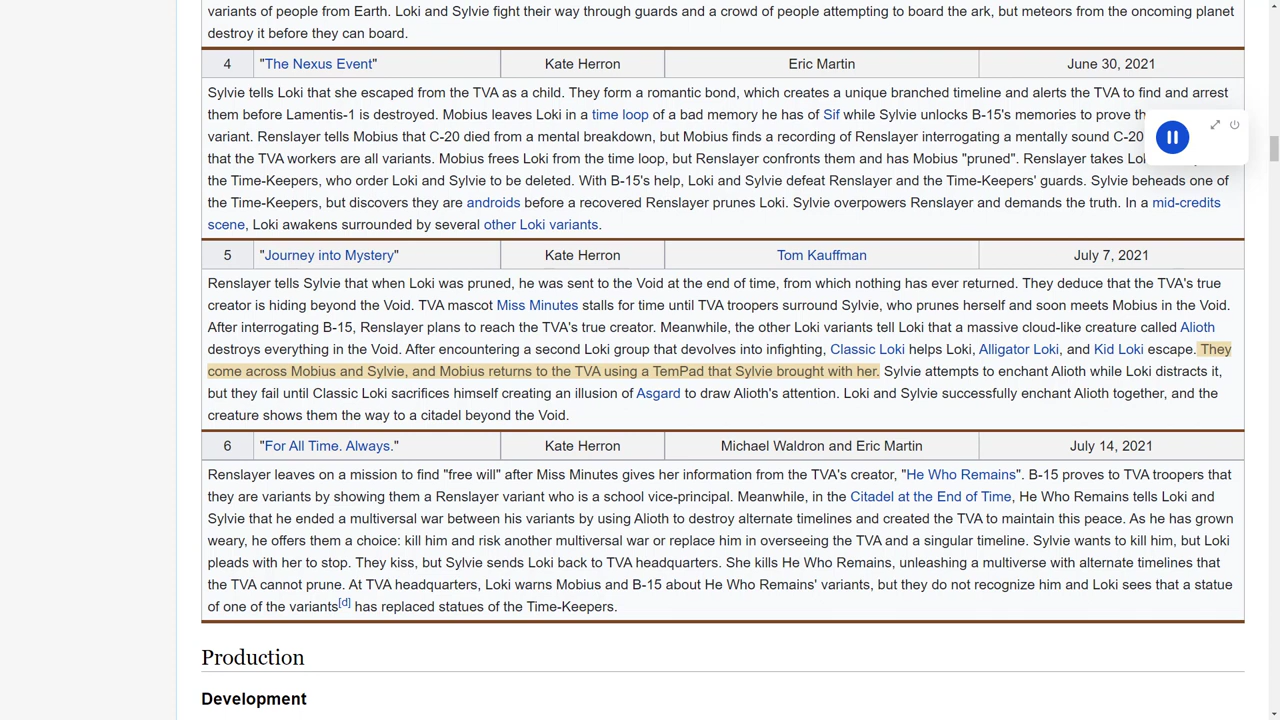 variants of people from Earth. Loki and Sylvie fight their way through guards and a crowd of people attempting to board the ark, but meteors from the oncoming planet
destroy it before they can board.
4 "The Nexus Event" Kate Herron Eric Martin June 30, 2021
Sylvie tells Loki that she escaped from the TVA as a child. They form a romantic bond, which creates a unique branched timeline and alerts the TVA to find and arrest
them before Lamentis-1 is destroyed. Mobius leaves Loki in a time loop of a bad memory he has of Sif while Sylvie unlocks B-15's memories to prove
variant. Renslayer tells Mobius that C-20 died from a mental breakdown, but Mobius finds a recording of Renslayer interrogating a mentally sound C-20
that the TVA workers are all variants. Mobius frees Loki from the time loop, but Renslayer confronts them and has Mobius "pruned". Renslayer takes
the Time-Keepers, who order Loki and Sylvie to be deleted. With B-15's help, Loki and Sylvie defeat Renslayer and the Time-Keepers' guards. Sylvie beheads one of
the Time-Keepers, but discovers they are androids before a recovered Renslayer prunes Loki. Sylvie overpowers Renslayer and demands the truth. In a mid-credits
scene, Loki awakens surrounded by several other Loki variants.
5 "Journey into Mystery" Kate Herron Tom Kauffman July 7, 2021
Renslayer tells Sylvie that when Loki was pruned, he was sent to the Void at the end of time, from which nothing has ever returned. They deduce that the TVA's true
creator is hiding beyond the Void. TVA mascot Miss Minutes stalls for time until TVA troopers surround Sylvie, who prunes herself and soon meets Mobius in the Void.
After interrogating B-15, Renslayer plans to reach the TVA's true creator. Meanwhile, the other Loki variants tell Loki that a massive cloud-like creature called Alioth
destroys everything in the Void. After encountering a second Loki group that devolves into infighting, Classic Loki helps Loki, Alligator Loki, and Kid Loki escape. They
come across Mobius and Sylvie, and Mobius returns to the TVA using a TemPad that Sylvie brought with her. Sylvie attempts to enchant Alioth while Loki distracts it,
but they fail until Classic Loki sacrifices himself creating an illusion of Asgard to draw Alioth's attention. Loki and Sylvie successfully enchant Alioth together, and the
creature shows them the way to a citadel beyond the Void.
6 "For All Time. Always." Kate Herron Michael Waldron and Eric Martin July 14, 2021
Renslayer leaves on a mission to find "free will" after Miss Minutes gives her information from the TVA's creator, "He Who Remains". B-15 proves to TVA troopers that
they are variants by showing them a Renslayer variant who is a school vice-principal. Meanwhile, in the Citadel at the End of Time, He Who Remains tells Loki and
Sylvie that he ended a multiversal war between his variants by using Alioth to destroy alternate timelines and created the TVA to maintain this peace. As he has grown
weary, he offers them a choice: kill him and risk another multiversal war or replace him in overseeing the TVA and a singular timeline. Sylvie wants to kill him, but Loki
pleads with her to stop. They kiss, but Sylvie sends Loki back to TVA headquarters. She kills He Who Remains, unleashing a multiverse with alternate timelines that
the TVA cannot prune. At TVA headquarters, Loki warns Mobius and B-15 about He Who Remains' variants, but they do not recognize him and Loki sees that a statue
of one of the variants[d] has replaced statues of the Time-Keepers.
Production
Development